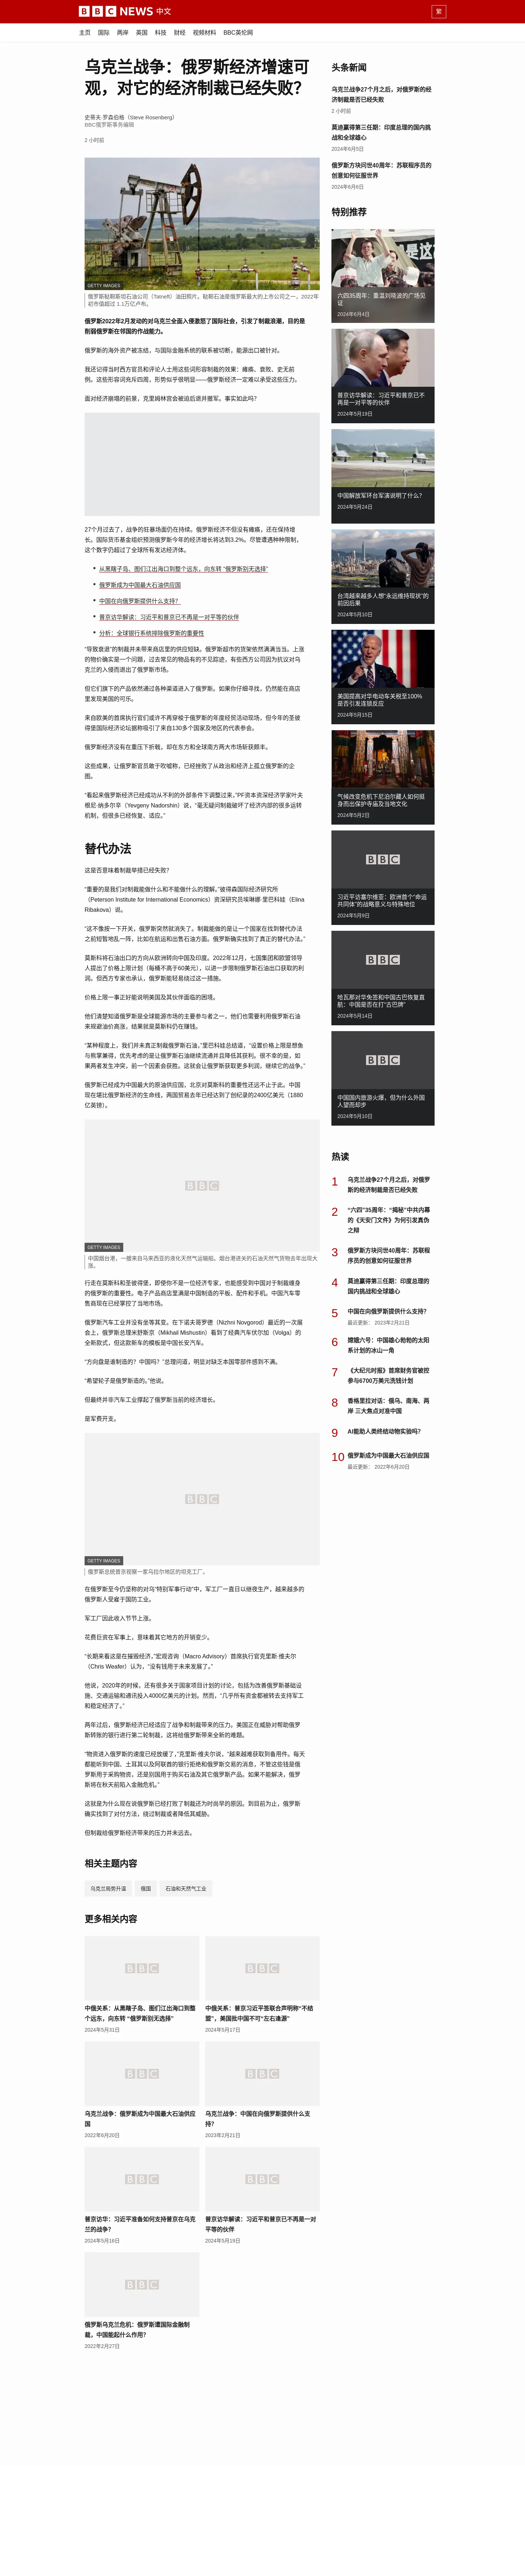 BBC NEWS 中文
繁
主页 国际 两岸 英国 科技 财经 视频材料 BBC英伦网
乌克兰战争：俄罗斯经济增速可
观，对它的经济制裁已经失败？
史蒂夫·罗森伯格（Steve Rosenberg）
BBC俄罗斯事务编辑
2 小时前
GETTY IMAGES
俄罗斯鞑靼斯坦石油公司（Tatneft）油田照片。鞑靼石油是俄罗斯最大的上市公司之一，2022年
初市值超过 1.1万亿卢布。
俄罗斯2022年2月发动的对乌克兰全面入侵激怒了国际社会，引发了制裁浪潮，目的是
削弱俄罗斯在邻国的作战能力。
俄罗斯的海外资产被冻结，与国际金融系统的联系被切断，能源出口被针对。
我还记得当时西方官员和评论人士用这些词形容制裁的效果：瘫痪、衰败、史无前
例。这些形容词充斥四周，形势似乎很明显——俄罗斯经济一定难以承受这些压力。
面对经济崩塌的前景，克里姆林宫会被迫后退并撤军。事实如此吗？
27个月过去了，战争的狂暴场面仍在持续。俄罗斯经济不但没有瘫痪，还在保持增
长。国际货币基金组织预测俄罗斯今年的经济增长将达到3.2%。尽管遭遇种种限制，
这个数字仍超过了全球所有发达经济体。
从黑瞎子岛、图们江出海口到整个远东，向东转 “俄罗斯别无选择”
俄罗斯成为中国最大石油供应国
中国在向俄罗斯提供什么支持？
普京访华解读：习近平和普京已不再是一对平等的伙伴
分析：全球银行系统排除俄罗斯的重要性
“导致衰退”的制裁并未带来商店里的供应短缺。俄罗斯超市的货架依然满满当当。上涨
的物价确实是一个问题，过去常见的物品有的不见踪迹，有些西方公司因为抗议对乌
克兰的入侵而退出了俄罗斯市场。
但它们旗下的产品依然通过各种渠道进入了俄罗斯。如果你仔细寻找，仍然能在商店
里发现美国的可乐。
来自欧美的首席执行官们或许不再穿梭于俄罗斯的年度经贸活动现场，但今年的圣彼
得堡国际经济论坛据称吸引了来自130多个国家及地区的代表参会。
俄罗斯经济没有在重压下折戟，却在东方和全球南方两大市场斩获颇丰。
这些成果，让俄罗斯官员敢于吹嘘称，已经挫败了从政治和经济上孤立俄罗斯的企
图。
“看起来俄罗斯经济已经成功从不利的外部条件下调整过来，”PF资本资深经济学家叶夫
根尼·纳多尔辛（Yevgeny Nadorshin）说，“毫无疑问制裁破坏了经济内部的很多运转
机制，但很多已经恢复、适应。”
替代办法
这是否意味着制裁举措已经失败？
“重要的是我们对制裁能做什么和不能做什么的理解，”彼得森国际经济研究所
（Peterson Institute for International Economics）资深研究员埃琳娜·里巴科娃（Elina
Ribakova）说。
“这不像按一下开关，俄罗斯突然就消失了。制裁能做的是让一个国家在找到替代办法
之前短暂地乱一阵，比如在航运和出售石油方面。俄罗斯确实找到了真正的替代办法。”
莫斯科将石油出口的方向从欧洲转向中国及印度。2022年12月，七国集团和欧盟领导
人提出了价格上限计划（每桶不高于60美元），以进一步限制俄罗斯石油出口获取的利
润。但西方专家也承认，俄罗斯能轻易绕过这一措施。
价格上限一事正好能说明美国及其伙伴面临的困境。
他们清楚知道俄罗斯是全球能源市场的主要参与者之一，他们也需要利用俄罗斯石油
来规避油价高涨，结果就是莫斯科仍在赚钱。
“某种程度上，我们并未真正制裁俄罗斯石油，”里巴科娃总结道，“设置价格上限是想鱼
与熊掌兼得，优先考虑的是让俄罗斯石油继续流通并且降低其获利。很不幸的是，如
果两者发生冲突，前一个因素会获胜。这就会让俄罗斯获取更多利润，继续它的战争。”
俄罗斯已经成为中国最大的原油供应国，北京对莫斯科的重要性还远不止于此。中国
现在堪比俄罗斯经济的生命线，两国贸易去年已经达到了创纪录的2400亿美元（1880
亿英镑）。
BBC
GETTY IMAGES
中国烟台港，一艘来自马来西亚的液化天然气运输船。烟台港进关的石油天然气货物去年出现大
涨。
行走在莫斯科和圣彼得堡，即使你不是一位经济专家，也能感受到中国对于制裁缠身
的俄罗斯的重要性。电子产品商店里满是中国制造的平板、配件和手机。中国汽车零
售商现在已经掌控了当地市场。
俄罗斯汽车工业并没有坐等其变。在下诺夫哥罗德（Nizhni Novgorod）最近的一次展
会上，俄罗斯总理米舒斯京（Mikhail Mishustin）看到了经典汽车伏尔加（Volga）的
全新款式，但这款新车的模板是中国长安汽车。
“方向盘是谁制造的？中国吗？”总理问道，明显对缺乏本国零部件感到不满。
“希望轮子是俄罗斯造的，”他说。
但最终并非汽车工业撑起了俄罗斯当前的经济增长。
是军费开支。
BBC
GETTY IMAGES
俄罗斯总统普京视察一家乌拉尔地区的坦克工厂。
在俄罗斯至今仍坚称的对乌“特别军事行动”中，军工厂一直日以继夜生产，越来越多的
俄罗斯人受雇于国防工业。
军工厂因此收入节节上涨。
花费巨资在军事上，意味着其它地方的开销变少。
“长期来看这是在摧毁经济，”宏观咨询（Macro Advisory）首席执行官克里斯·维夫尔
（Chris Weafer）认为，“没有钱用于未来发展了。”
他说，2020年的时候，还有很多关于国家项目计划的讨论，包括为改善俄罗斯基础设
施、交通运输和通讯投入4000亿美元的计划。然而，“几乎所有资金都被转去支持军工
和稳定经济了。”
两年过后，俄罗斯经济已经适应了战争和制裁带来的压力。美国正在威胁对帮助俄罗
斯转账的银行进行第二轮制裁，这将给俄罗斯带来全新的难题。
“物资进入俄罗斯的速度已经放缓了，”克里斯·维夫尔说，“越来越难获取到备用件。每天
都能听到中国、土耳其以及阿联酋的银行拒绝和俄罗斯交易的消息，不管这些钱是俄
罗斯用于采购物资，还是别国用于购买石油及其它俄罗斯产品。如果不能解决，俄罗
斯将在秋天前陷入金融危机。”
这就是为什么现在说俄罗斯已经打败了制裁还为时尚早的原因。到目前为止，俄罗斯
确实找到了对付方法，绕过制裁或者降低其威胁。
但制裁给俄罗斯经济带来的压力并未远去。
相关主题内容
乌克兰局势升温 俄国 石油和天然气工业
更多相关内容
BBC BBC
中俄关系：从黑瞎子岛、图们江出海口到整
个远东，向东转 “俄罗斯别无选择”
2024年5月31日
中俄关系：普京习近平签联合声明称“不结
盟”，美国批中国不可“左右逢源”
2024年5月17日
BBC BBC
乌克兰战争：俄罗斯成为中国最大石油供应
国
2022年6月20日
乌克兰战争：中国在向俄罗斯提供什么支
持？
2023年2月21日
BBC BBC
普京访华：习近平准备如何支持普京在乌克
兰的战争？
2024年5月16日
普京访华解读：习近平和普京已不再是一对
平等的伙伴
2024年5月19日
BBC
俄罗斯乌克兰危机：俄罗斯遭国际金融制
裁，中国能起什么作用？
2022年2月27日
头条新闻
乌克兰战争27个月之后，对俄罗斯的经
济制裁是否已经失败
2 小时前
莫迪赢得第三任期：印度总理的国内挑
战和全球雄心
2024年6月5日
俄罗斯方块问世40周年：苏联程序员的
创意如何征服世界
2024年6月6日
特别推荐
六四35周年：重温刘晓波的广场见
证
2024年6月4日
普京访华解读：习近平和普京已不
再是一对平等的伙伴
2024年5月19日
中国解放军环台军演说明了什么？
2024年5月24日
台湾越来越多人想“永远维持现状”的
前因后果
2024年5月10日
美国提高对华电动车关税至100%
是否引发连锁反应
2024年5月15日
气候改变危机下尼泊尔藏人如何挺
身而出保护寺庙及当地文化
2024年5月2日
BBC
习近平访塞尔维亚：欧洲首个“命运
共同体”的战略意义与特殊地位
2024年5月9日
BBC
哈瓦那对华免签和中国古巴恢复直
航：中国是否在打“古巴牌”
2024年5月14日
BBC
中国国内旅游火爆，但为什么外国
人望而却步
2024年5月10日
热读
1 乌克兰战争27个月之后，对俄罗
斯的经济制裁是否已经失败
2 “六四”35周年：“揭秘”中共内幕
的《天安门文件》为何引发真伪
之辩
3 俄罗斯方块问世40周年：苏联程
序员的创意如何征服世界
4 莫迪赢得第三任期：印度总理的
国内挑战和全球雄心
5 中国在向俄罗斯提供什么支持？
最近更新： 2023年2月21日
6 嫦娥六号：中国雄心勃勃的太阳
系计划的冰山一角
7 《大纪元时报》首席财务官被控
参与6700万美元洗钱计划
8 香格里拉对话：俄乌、南海、两
岸 三大焦点对准中国
9 AI能助人类终结动物实验吗？
10 俄罗斯成为中国最大石油供应国
最近更新： 2022年6月20日